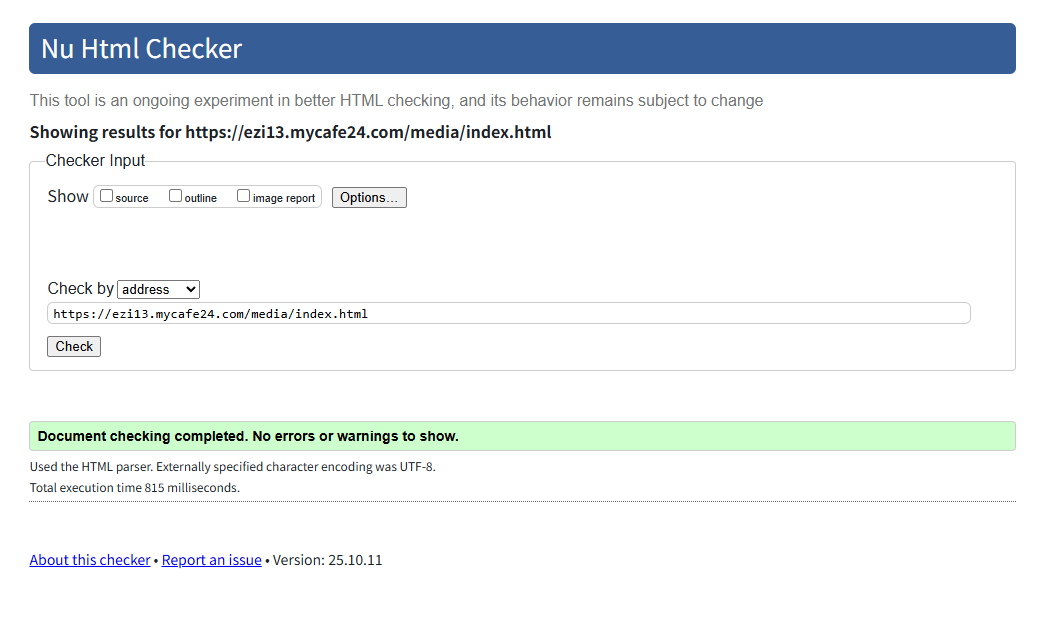 Nu Html Checker
This tool is an ongoing experiment in better HTML checking, and its behavior remains subject to change
Showing results for https://ezi13.mycafe24.com/media/index.html
Checker Input
Show source outline image report Options...
Check by address
https://ezi13.mycafe24.com/media/index.html
Check
Document checking completed. No errors or warnings to show.
Used the HTML parser. Externally specified character encoding was UTF-8.
Total execution time 815 milliseconds.
About this checker • Report an issue • Version: 25.10.11